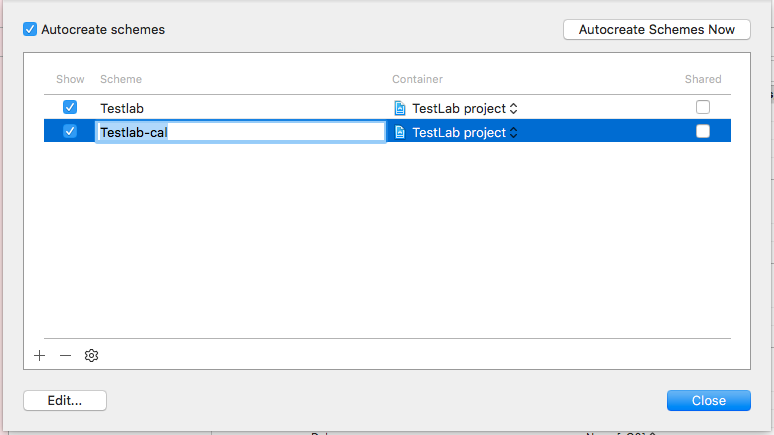 Autocreate schemes
Autocreate Schemes Now
Show Scheme Container Shared
Testlab TestLab project
Testlab-cal TestLab project
Edit...
Close